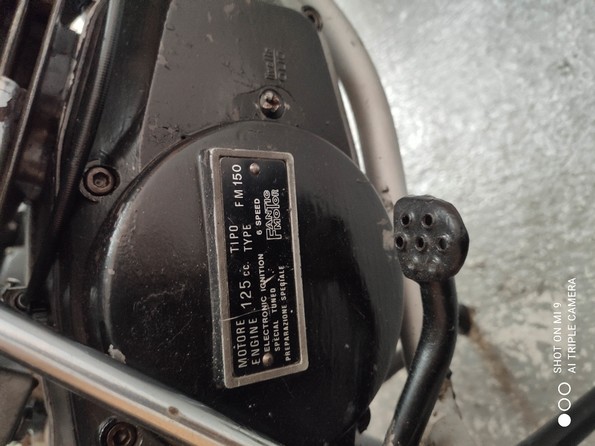 MOTORE 125 cc. TIPO FM150
ENGINE TYPE
ELECTRONIC IGNITION 6 SPEED
SPECIAL TUNED FANTIC
PREPARAZIONE SPECIALE MOTOR
SHOT ON MI 9
AI TRIPLE CAMERA